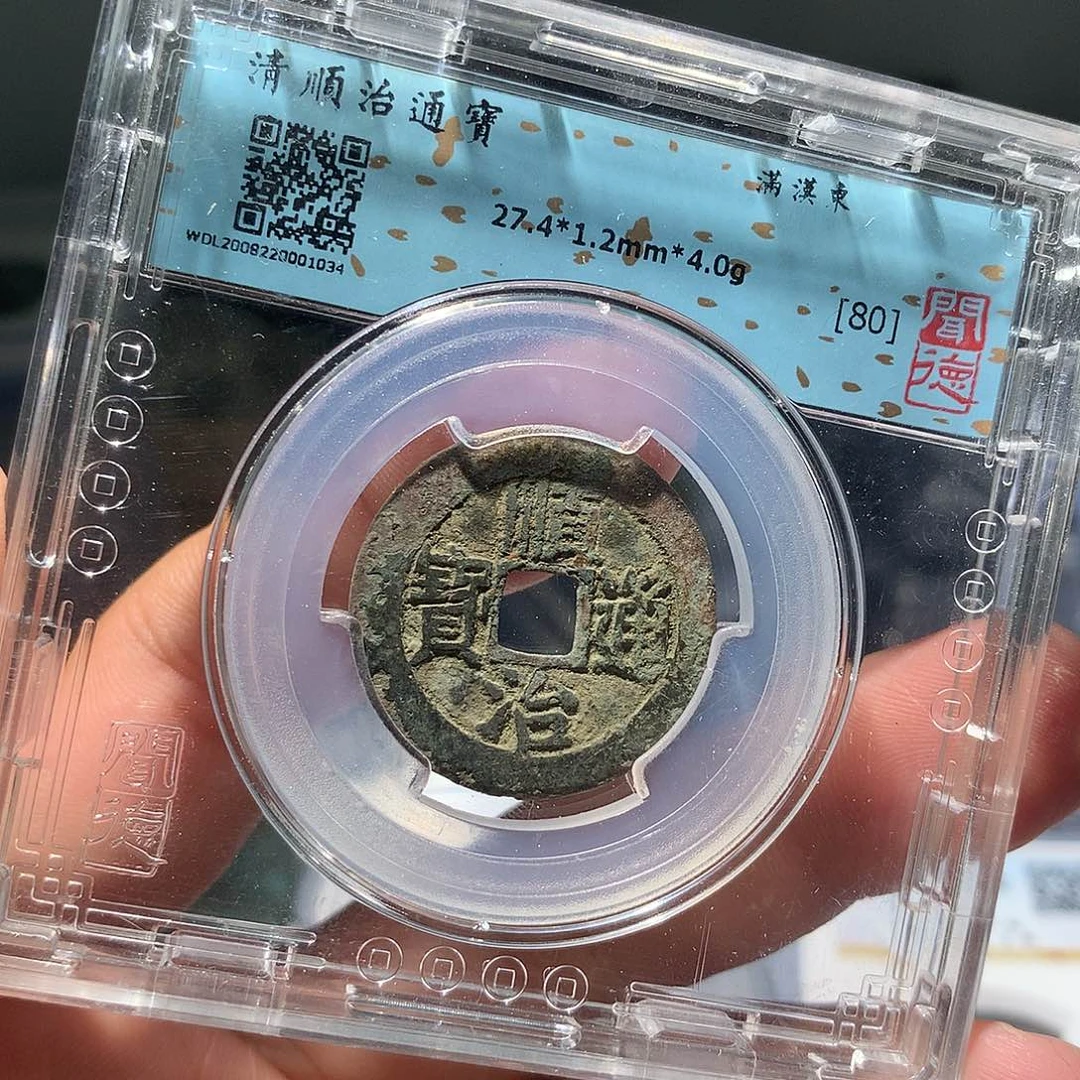 清順治通寶
滿漢東
WDL2008220001034
27.4*1.2mm*4.0g
[80]
聞德
順
寶
通
治
聞德